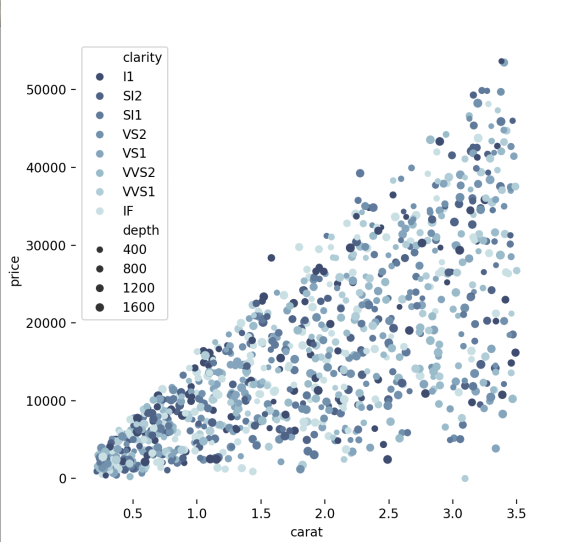 clarity
I1
SI2
SI1
VS2
VS1
VVS2
VVS1
IF
depth
400
800
1200
1600
price
50000
40000
30000
20000
10000
0
0.5 1.0 1.5 2.0 2.5 3.0 3.5
carat